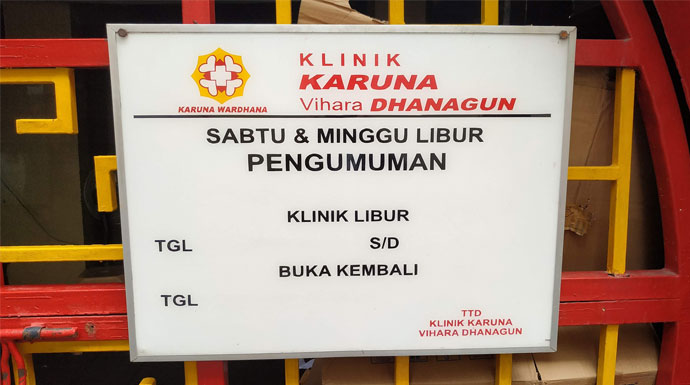 KARUNA WARDHANA
KLINIK
KARUNA
Vihara DHANAGUN
SABTU & MINGGU LIBUR
PENGUMUMAN
KLINIK LIBUR
TGL S/D
BUKA KEMBALI
TGL
TTD
KLINIK KARUNA
VIHARA DHANAGUN